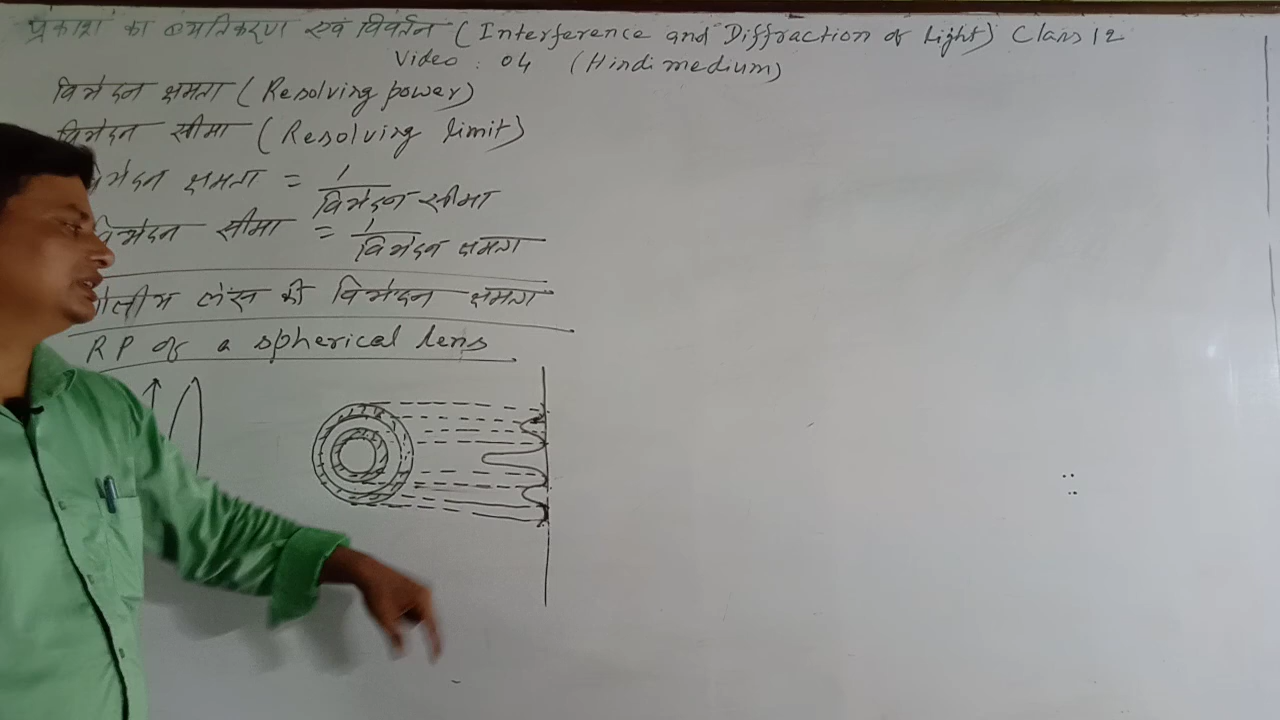 प्रकाश का व्यतिकरण एवं विवर्तन (Interference and Diffraction of Light) Class 12
Video : 04 (Hindi medium)
विभेदन क्षमता (Resolving power)
विभेदन सीमा (Resolving limit)
विभेदन क्षमता = 1
विभेदन सीमा
विभेदन सीमा = 1
विभेदन क्षमता
गोलीय लेंस की विभेदन क्षमता
RP of a spherical lens